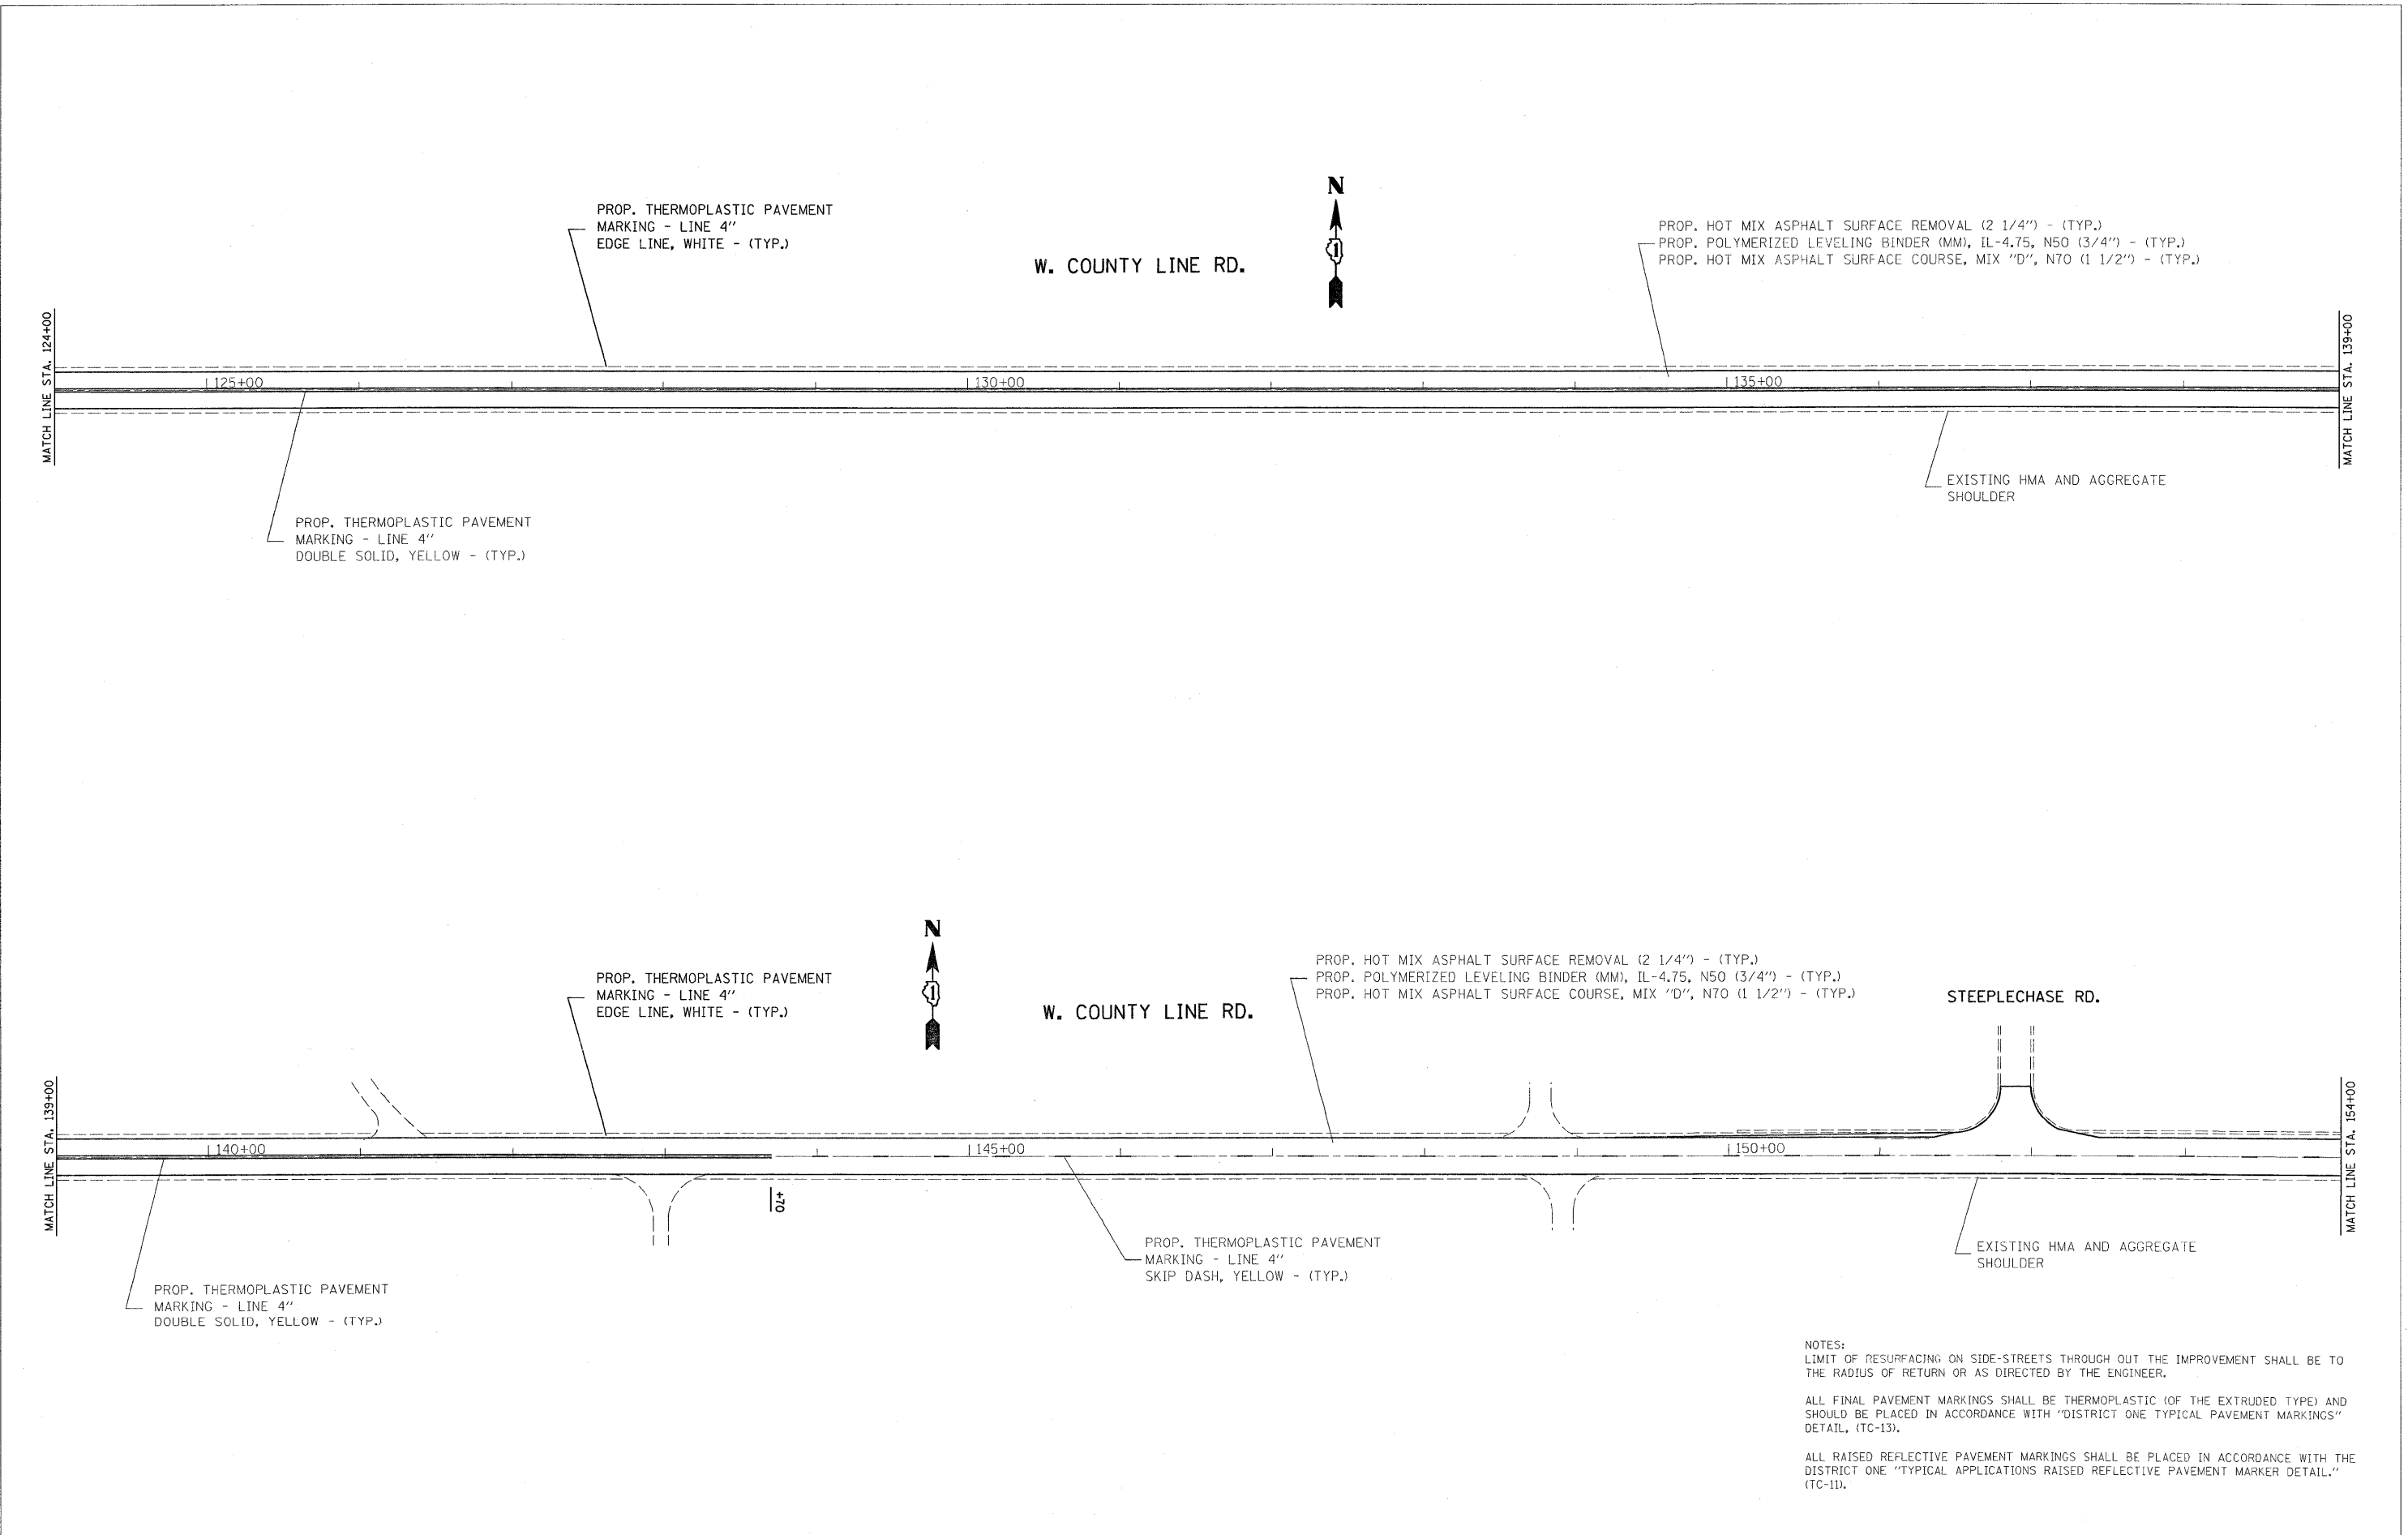 PROP. THERMOPLASTIC PAVEMENT
MARKING - LINE 4"
EDGE LINE, WHITE - (TYP.)
W. COUNTY LINE RD.
N
1
PROP. HOT MIX ASPHALT SURFACE REMOVAL (2 1/4") - (TYP.)
PROP. POLYMERIZED LEVELING BINDER (MM), IL-4.75, N50 (3/4") - (TYP.)
PROP. HOT MIX ASPHALT SURFACE COURSE, MIX "D", N70 (1 1/2") - (TYP.)
MATCH LINE STA. 124+00
125+00
130+00
135+00
MATCH LINE STA. 139+00
PROP. THERMOPLASTIC PAVEMENT
MARKING - LINE 4"
DOUBLE SOLID, YELLOW - (TYP.)
EXISTING HMA AND AGGREGATE
SHOULDER
PROP. THERMOPLASTIC PAVEMENT
MARKING - LINE 4"
EDGE LINE, WHITE - (TYP.)
N
1
W. COUNTY LINE RD.
PROP. HOT MIX ASPHALT SURFACE REMOVAL (2 1/4") - (TYP.)
PROP. POLYMERIZED LEVELING BINDER (MM), IL-4.75, N50 (3/4") - (TYP.)
PROP. HOT MIX ASPHALT SURFACE COURSE, MIX "D", N70 (1 1/2") - (TYP.)
STEEPLECHASE RD.
MATCH LINE STA. 139+00
140+00
145+00
150+00
MATCH LINE STA. 154+00
+70
PROP. THERMOPLASTIC PAVEMENT
MARKING - LINE 4"
DOUBLE SOLID, YELLOW - (TYP.)
PROP. THERMOPLASTIC PAVEMENT
MARKING - LINE 4"
SKIP DASH, YELLOW - (TYP.)
EXISTING HMA AND AGGREGATE
SHOULDER
NOTES:
LIMIT OF RESURFACING ON SIDE-STREETS THROUGH OUT THE IMPROVEMENT SHALL BE TO
THE RADIUS OF RETURN OR AS DIRECTED BY THE ENGINEER.
ALL FINAL PAVEMENT MARKINGS SHALL BE THERMOPLASTIC (OF THE EXTRUDED TYPE) AND
SHOULD BE PLACED IN ACCORDANCE WITH "DISTRICT ONE TYPICAL PAVEMENT MARKINGS"
DETAIL, (TC-13).
ALL RAISED REFLECTIVE PAVEMENT MARKINGS SHALL BE PLACED IN ACCORDANCE WITH THE
DISTRICT ONE "TYPICAL APPLICATIONS RAISED REFLECTIVE PAVEMENT MARKER DETAIL."
(TC-11).